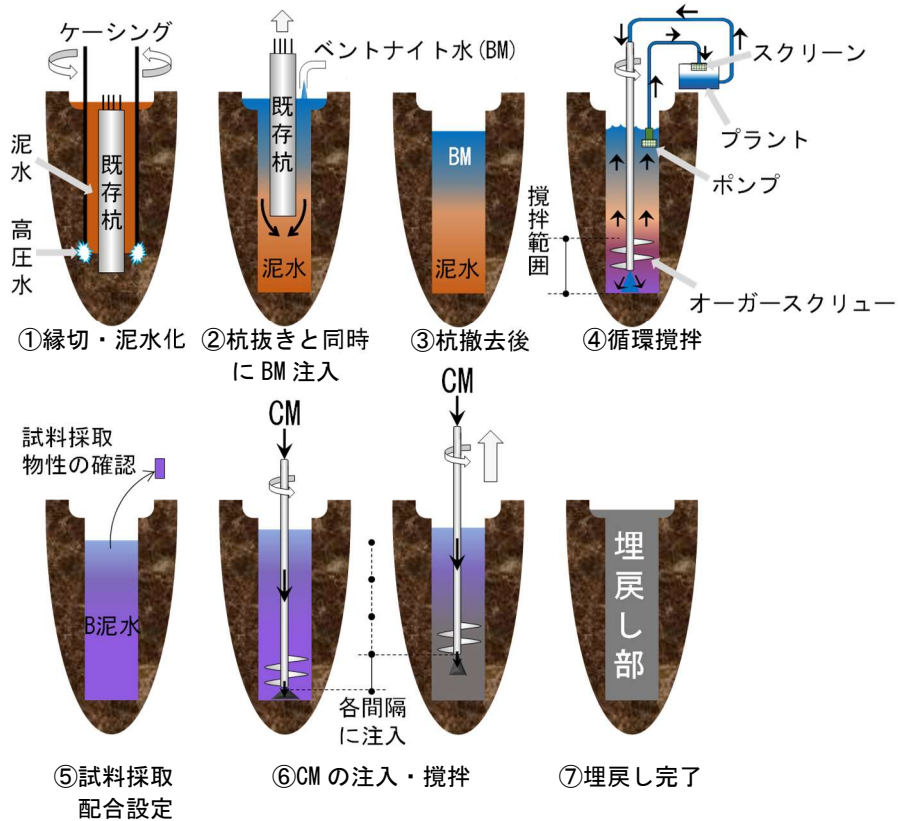 ケーシング
泥水
既存杭
高圧水
①縁切・泥水化
ベントナイト水(BM)
既存杭
泥水
②杭抜きと同時
にBM注入
BM
泥水
③杭撤去後
スクリーン
プラント
ポンプ
攪拌範囲
オーガースクリュー
④循環攪拌
試料採取
物性の確認
B泥水
⑤試料採取
配合設定
CM
CM
各間隔
に注入
⑥CMの注入・攪拌
埋戻し部
⑦埋戻し完了